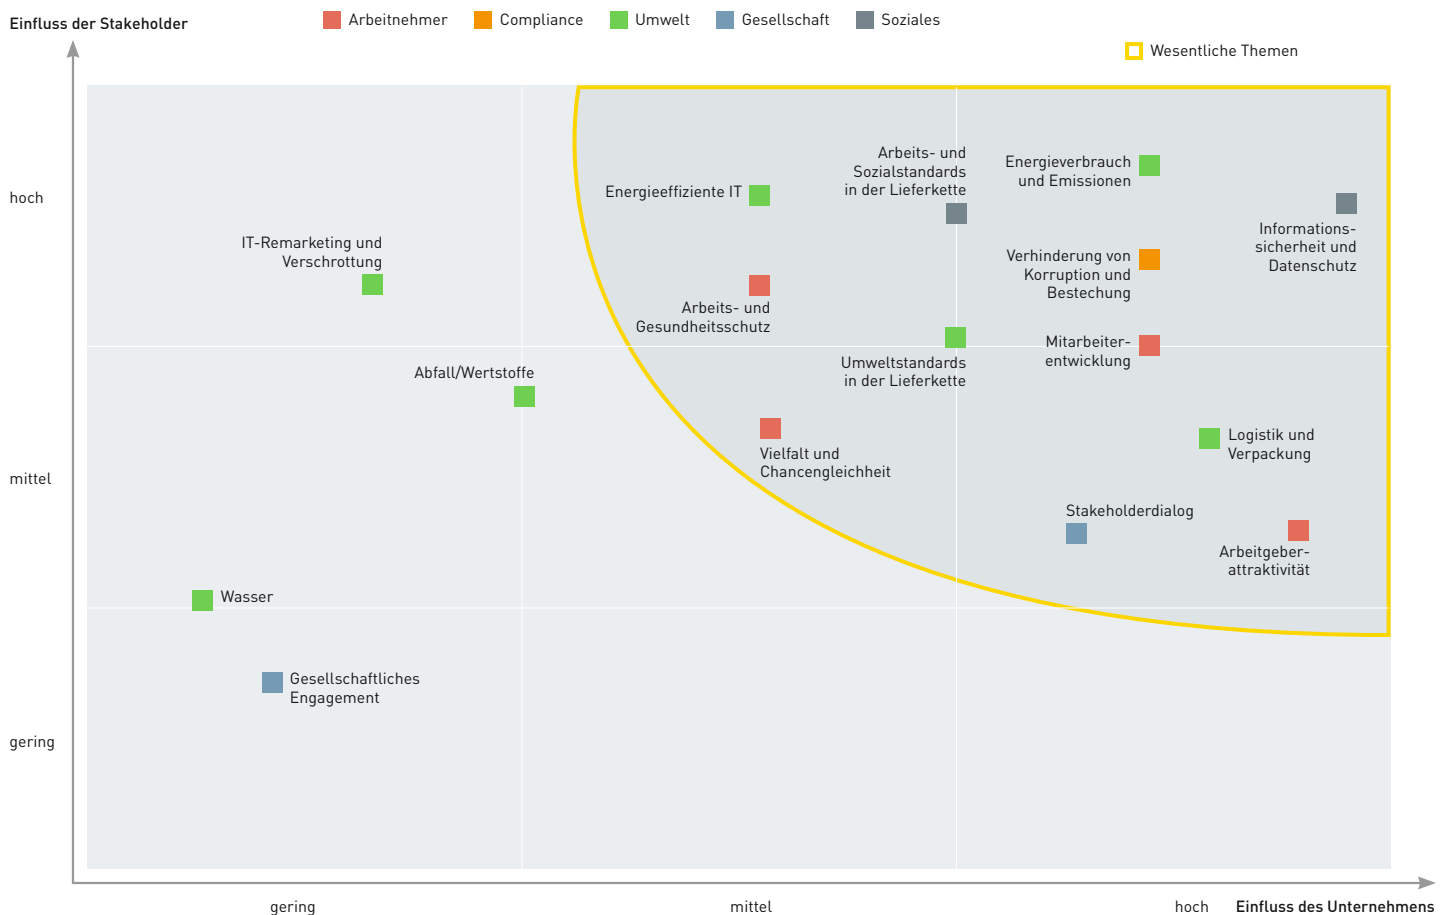 Einfluss der Stakeholder
Arbeitnehmer
Compliance
Umwelt
Gesellschaft
Soziales
Wesentliche Themen
hoch
mittel
gering
Arbeits- und
Sozialstandards
in der Lieferkette
Energieverbrauch
und Emissionen
Energieeffiziente IT
Informations-
sicherheit und
Datenschutz
IT-Remarketing und
Verschrottung
Verhinderung von
Korruption und
Bestechung
Arbeits- und
Gesundheitsschutz
Mitarbeiter-
entwicklung
Umweltstandards
in der Lieferkette
Abfall/Wertstoffe
Vielfalt und
Chancengleichheit
Logistik und
Verpackung
Stakeholderdialog
Arbeitgeber-
attraktivität
Wasser
Gesellschaftliches
Engagement
gering
mittel
hoch
Einfluss des Unternehmens